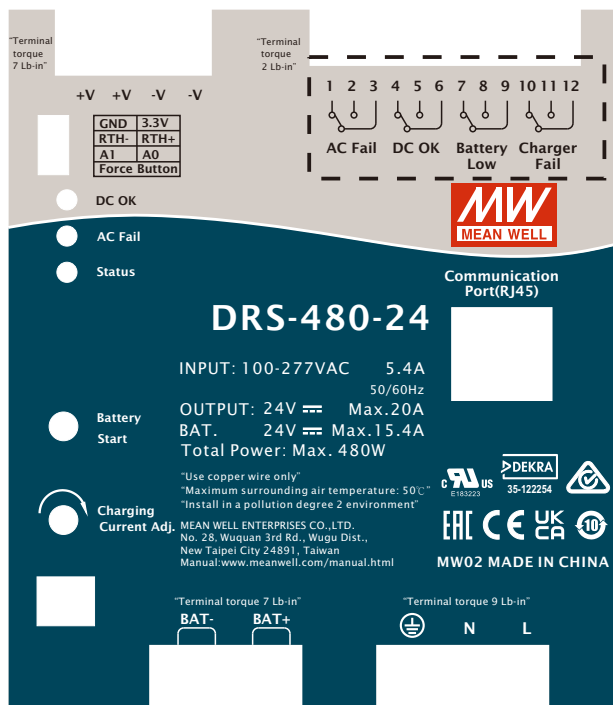 "Terminal
torque
7 Lb-in"
"Terminal
torque
2 Lb-in"
+V +V -V -V
GND 3.3V
RTH- RTH+
A1 A0
Force Button
1 2 3 4 5 6 7 8 9 10 11 12
AC Fail DC OK Battery Low Charger Fail
DC OK
AC Fail
Status
MW
MEAN WELL
Communication
Port(RJ45)
DRS-480-24
INPUT: 100-277VAC 5.4A
50/60Hz
OUTPUT: 24V Max.20A
BAT. 24V Max.15.4A
Total Power: Max. 480W
Battery
Start
"Use copper wire only"
"Maximum surrounding air temperature: 50℃"
"Install in a pollution degree 2 environment"
Charging
Current Adj.
MEAN WELL ENTERPRISES CO.,LTD.
No. 28, Wuquan 3rd Rd., Wugu Dist.,
New Taipei City 24891, Taiwan
Manual:www.meanwell.com/manual.html
c RU US
E183223
DEKRA
35-122254
EAC CE UK CA 10
MW02 MADE IN CHINA
"Terminal torque 7 Lb-in"
BAT- BAT+
"Terminal torque 9 Lb-in"
N L